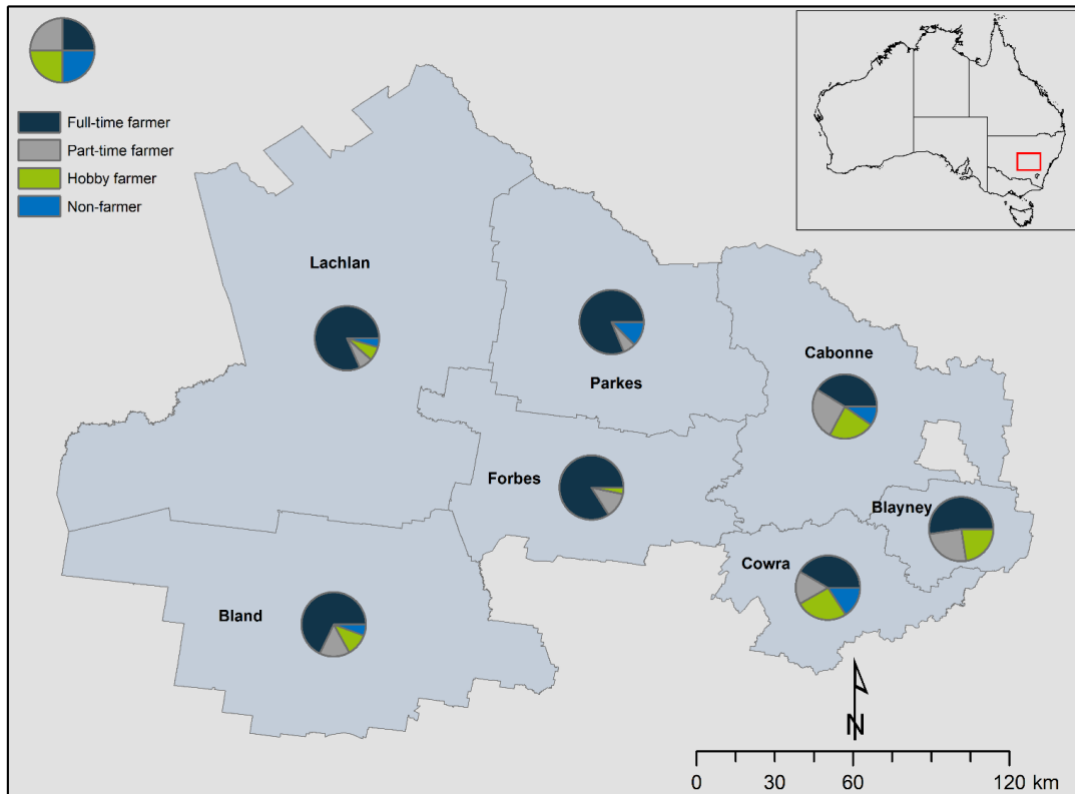 Full-time farmer
Part-time farmer
Hobby farmer
Non-farmer
Lachlan
Parkes
Cabonne
Forbes
Blayney
Cowra
Bland
N
0 30 60 120 km